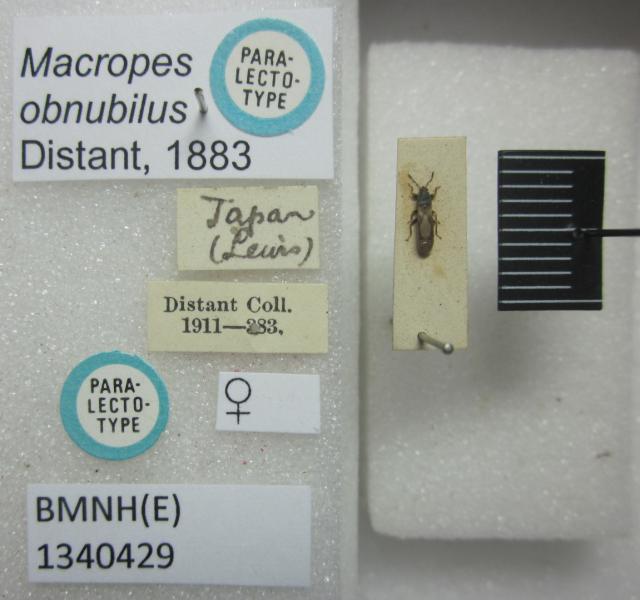 Macropes
obnubilus
Distant, 1883
PARA-
LECTO-
TYPE
Japan
(Lewis)
Distant Coll.
1911—383.
PARA-
LECTO-
TYPE
♀
BMNH(E)
1340429